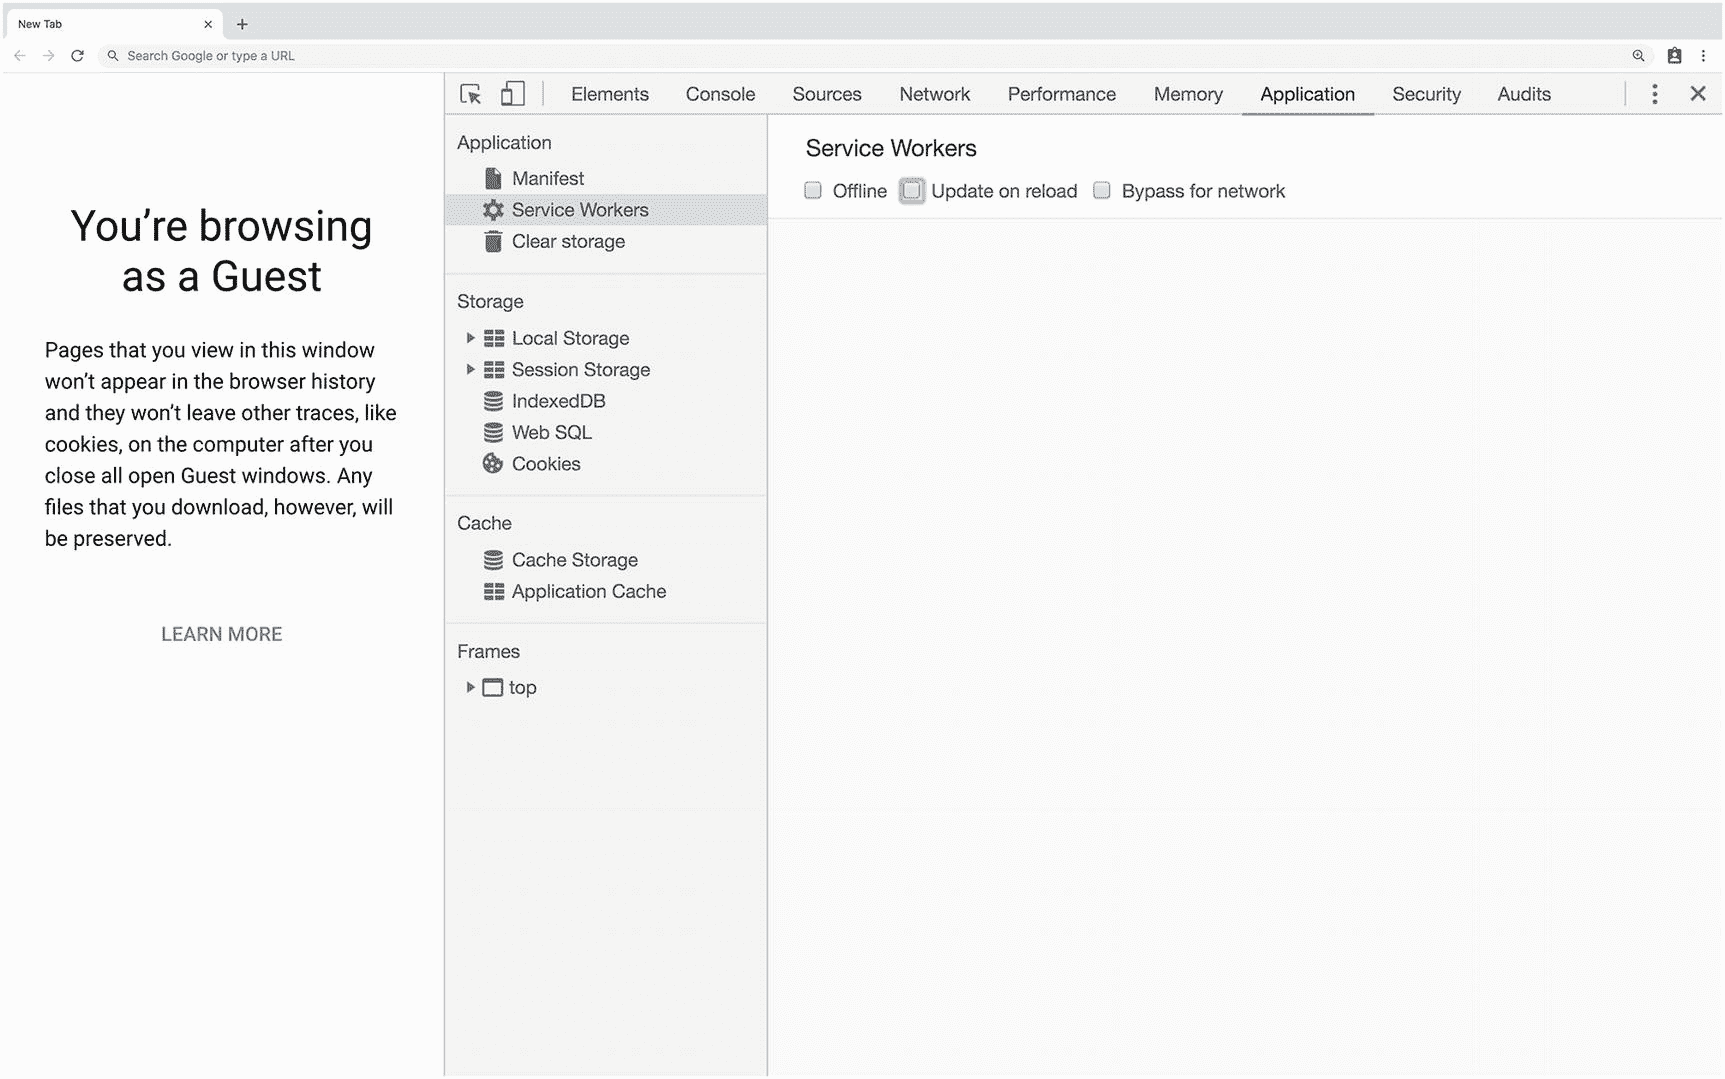 New Tab
Search Google or type a URL
Elements Console Sources Network Performance Memory Application Security Audits
You’re browsing
as a Guest
Pages that you view in this window
won’t appear in the browser history
and they won’t leave other traces, like
cookies, on the computer after you
close all open Guest windows. Any
files that you download, however, will
be preserved.
LEARN MORE
Application
Manifest
Service Workers
Clear storage
Storage
Local Storage
Session Storage
IndexedDB
Web SQL
Cookies
Cache
Cache Storage
Application Cache
Frames
top
Service Workers
Offline Update on reload Bypass for network